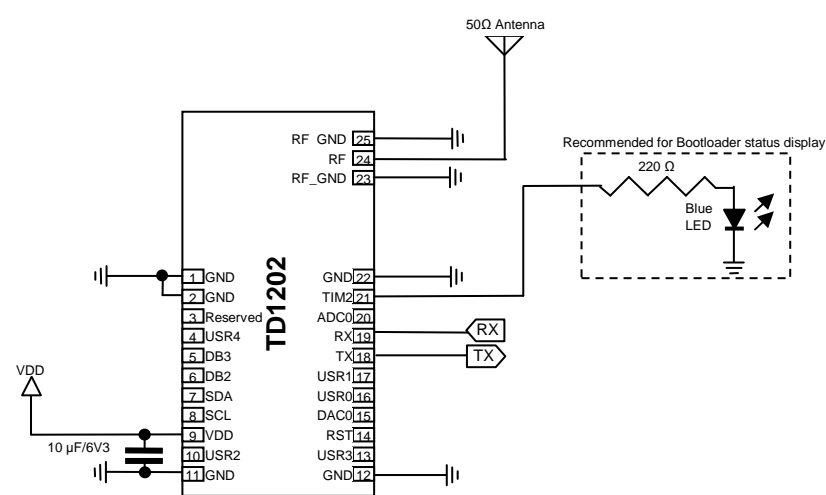 50Ω Antenna
RF GND 25
RF 24
RF_GND 23
Recommended for Bootloader status display
220 Ω
Blue
LED
TD1202
1 GND
2 GND
3 Reserved
4 USR4
5 DB3
6 DB2
7 SDA
8 SCL
9 VDD
10 USR2
11 GND
GND 22
TIM2 21
ADC0 20
RX 19
TX 18
USR1 17
USR0 16
DAC0 15
RST 14
USR3 13
GND 12
RX
TX
VDD
10 µF/6V3